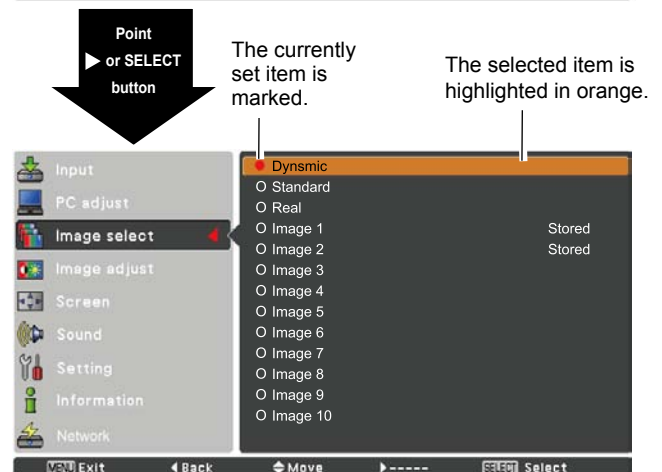 Point
or SELECT
button
The currently
set item is
marked.
The selected item is
highlighted in orange.
Input
PC adjust
Image select
Image adjust
Screen
Sound
Setting
Information
Network
Dynsmic
O Standard
O Real
O Image 1 Stored
O Image 2 Stored
O Image 3
O Image 4
O Image 5
O Image 6
O Image 7
O Image 8
O Image 9
O Image 10
MENU Exit Back Move ----- SELECT Select